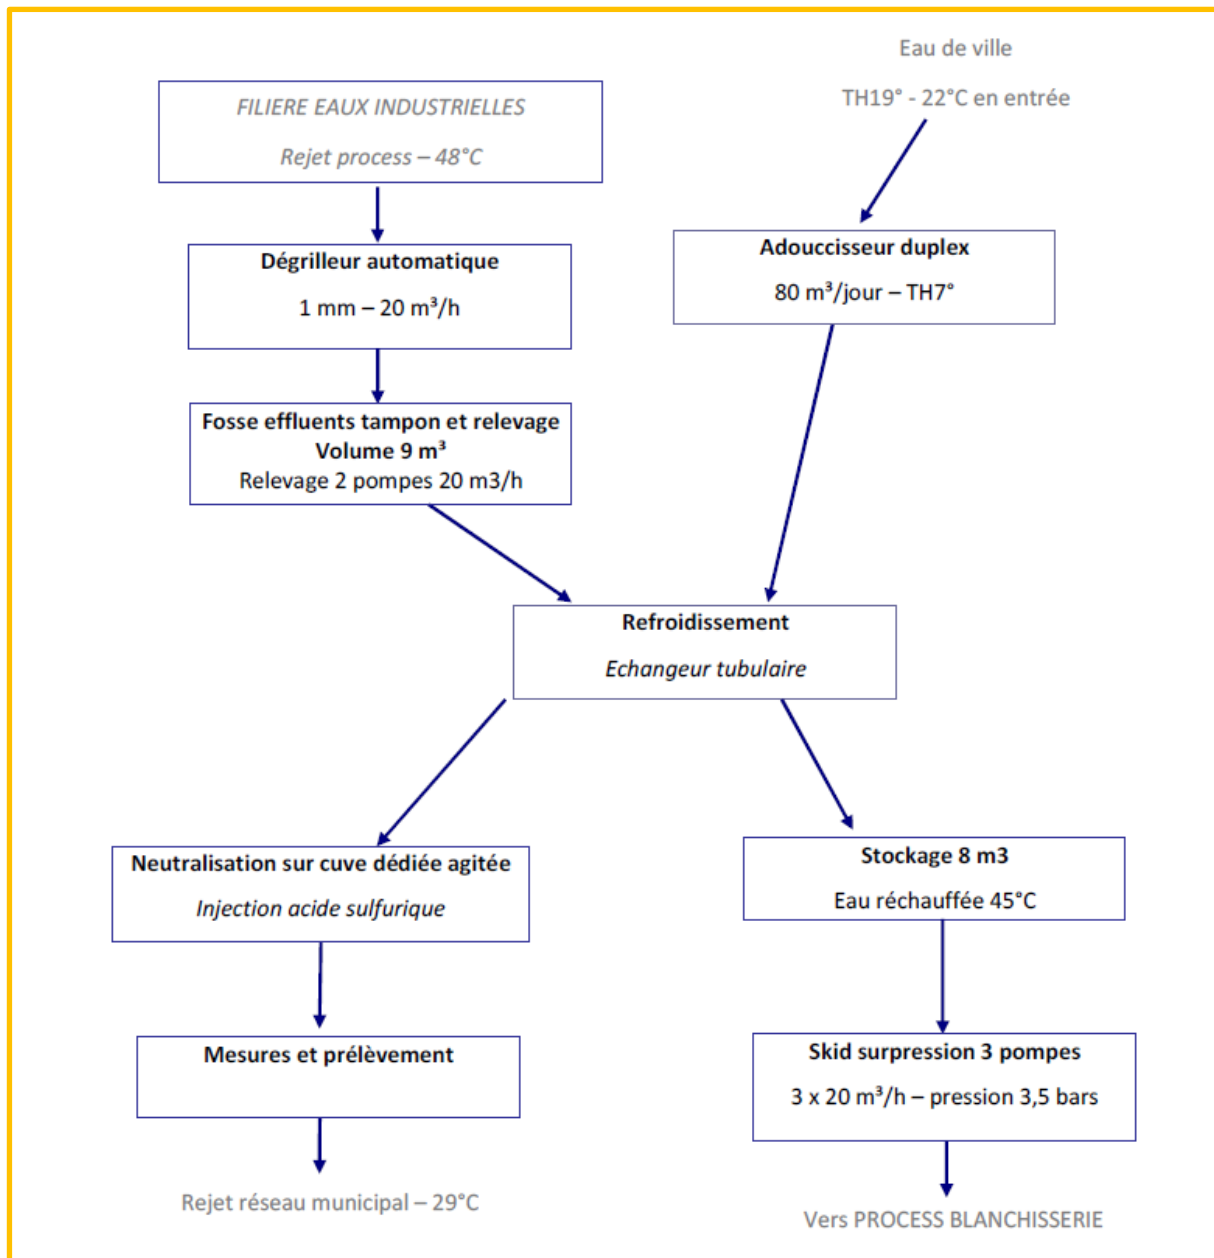 Eau de ville
TH19° - 22°C en entrée
FILIERE EAUX INDUSTRIELLES
Rejet process – 48°C
Dégrilleur automatique
1 mm – 20 m³/h
Adouccisseur duplex
80 m³/jour – TH7°
Fosse effluents tampon et relevage
Volume 9 m³
Relevage 2 pompes 20 m3/h
Refroidissement
Echangeur tubulaire
Neutralisation sur cuve dédiée agitée
Injection acide sulfurique
Stockage 8 m3
Eau réchauffée 45°C
Mesures et prélèvement
Skid surpression 3 pompes
3 x 20 m³/h – pression 3,5 bars
Rejet réseau municipal – 29°C
Vers PROCESS BLANCHISSERIE